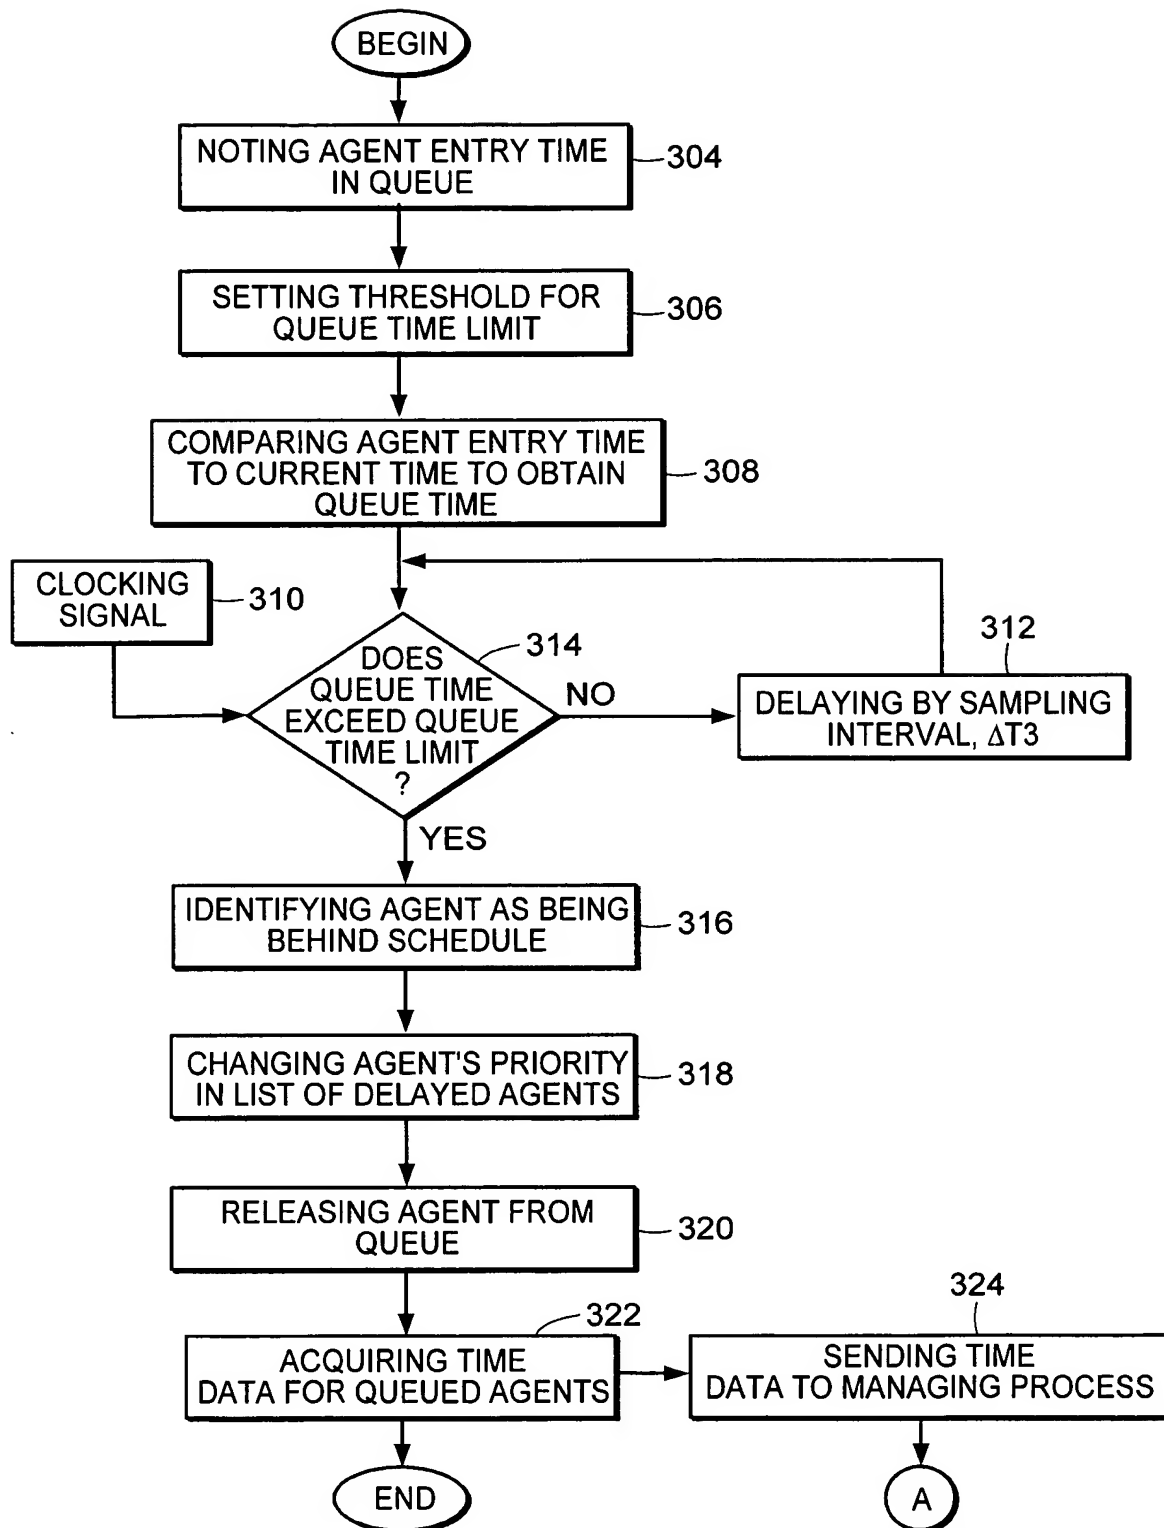 BEGIN
NOTING AGENT ENTRY TIME
IN QUEUE
304
SETTING THRESHOLD FOR
QUEUE TIME LIMIT
306
COMPARING AGENT ENTRY TIME
TO CURRENT TIME TO OBTAIN
QUEUE TIME
308
CLOCKING
SIGNAL
310
DOES
QUEUE TIME
EXCEED QUEUE
TIME LIMIT
?
314
NO
312
DELAYING BY SAMPLING
INTERVAL, ΔT3
YES
IDENTIFYING AGENT AS BEING
BEHIND SCHEDULE
316
CHANGING AGENT'S PRIORITY
IN LIST OF DELAYED AGENTS
318
RELEASING AGENT FROM
QUEUE
320
322
ACQUIRING TIME
DATA FOR QUEUED AGENTS
324
SENDING TIME
DATA TO MANAGING PROCESS
END
A